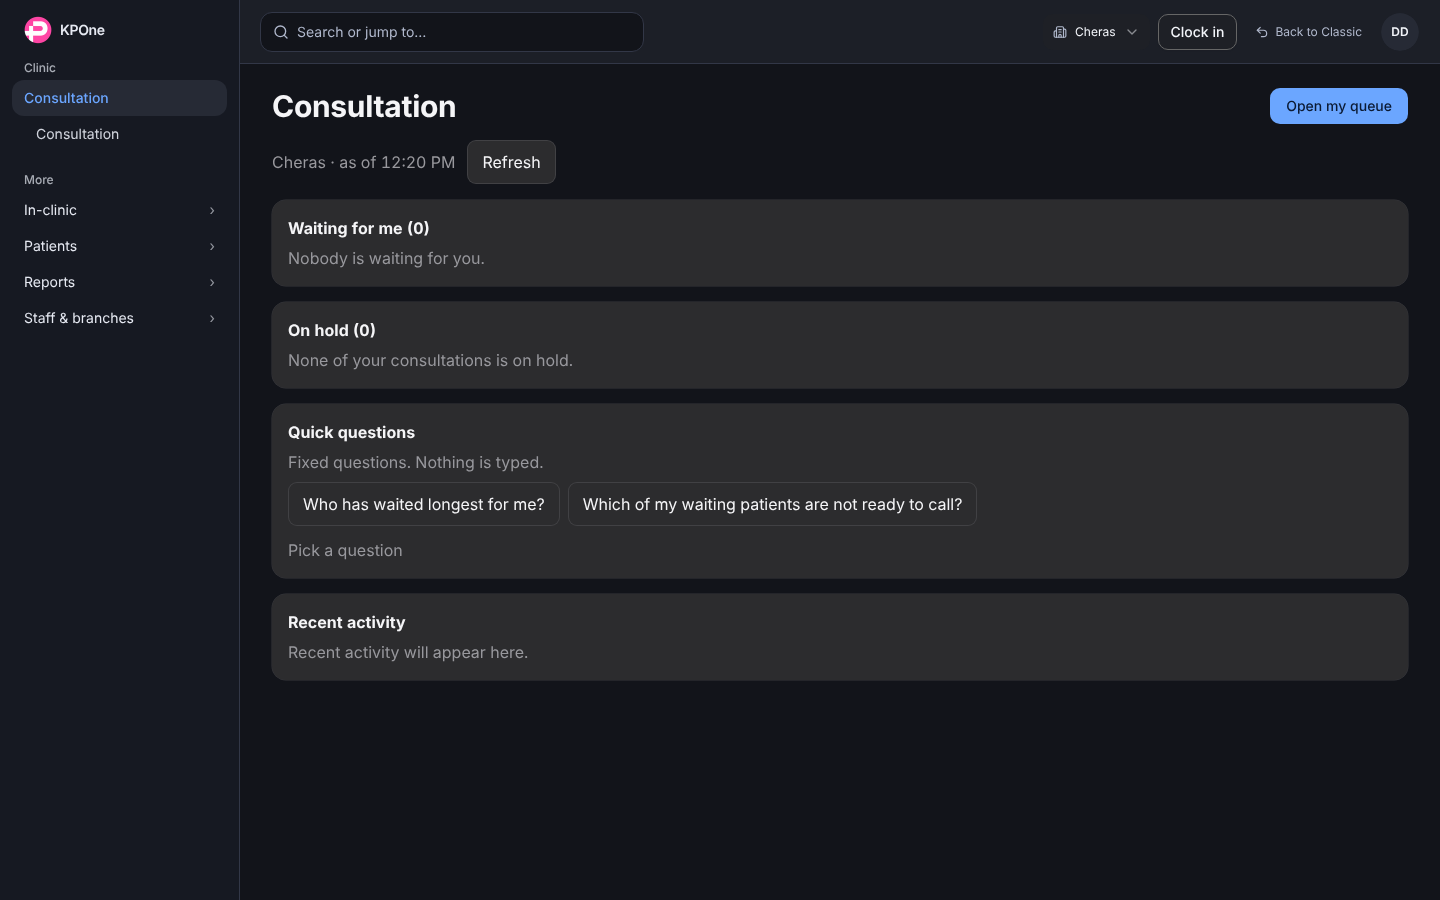 KPOne
Search or jump to...
Cheras
Clock in
Back to Classic
DD
Clinic
Consultation
Consultation
More
In-clinic
Patients
Reports
Staff & branches
Consultation
Open my queue
Cheras · as of 12:20 PM
Refresh
Waiting for me (0)
Nobody is waiting for you.
On hold (0)
None of your consultations is on hold.
Quick questions
Fixed questions. Nothing is typed.
Who has waited longest for me?
Which of my waiting patients are not ready to call?
Pick a question
Recent activity
Recent activity will appear here.